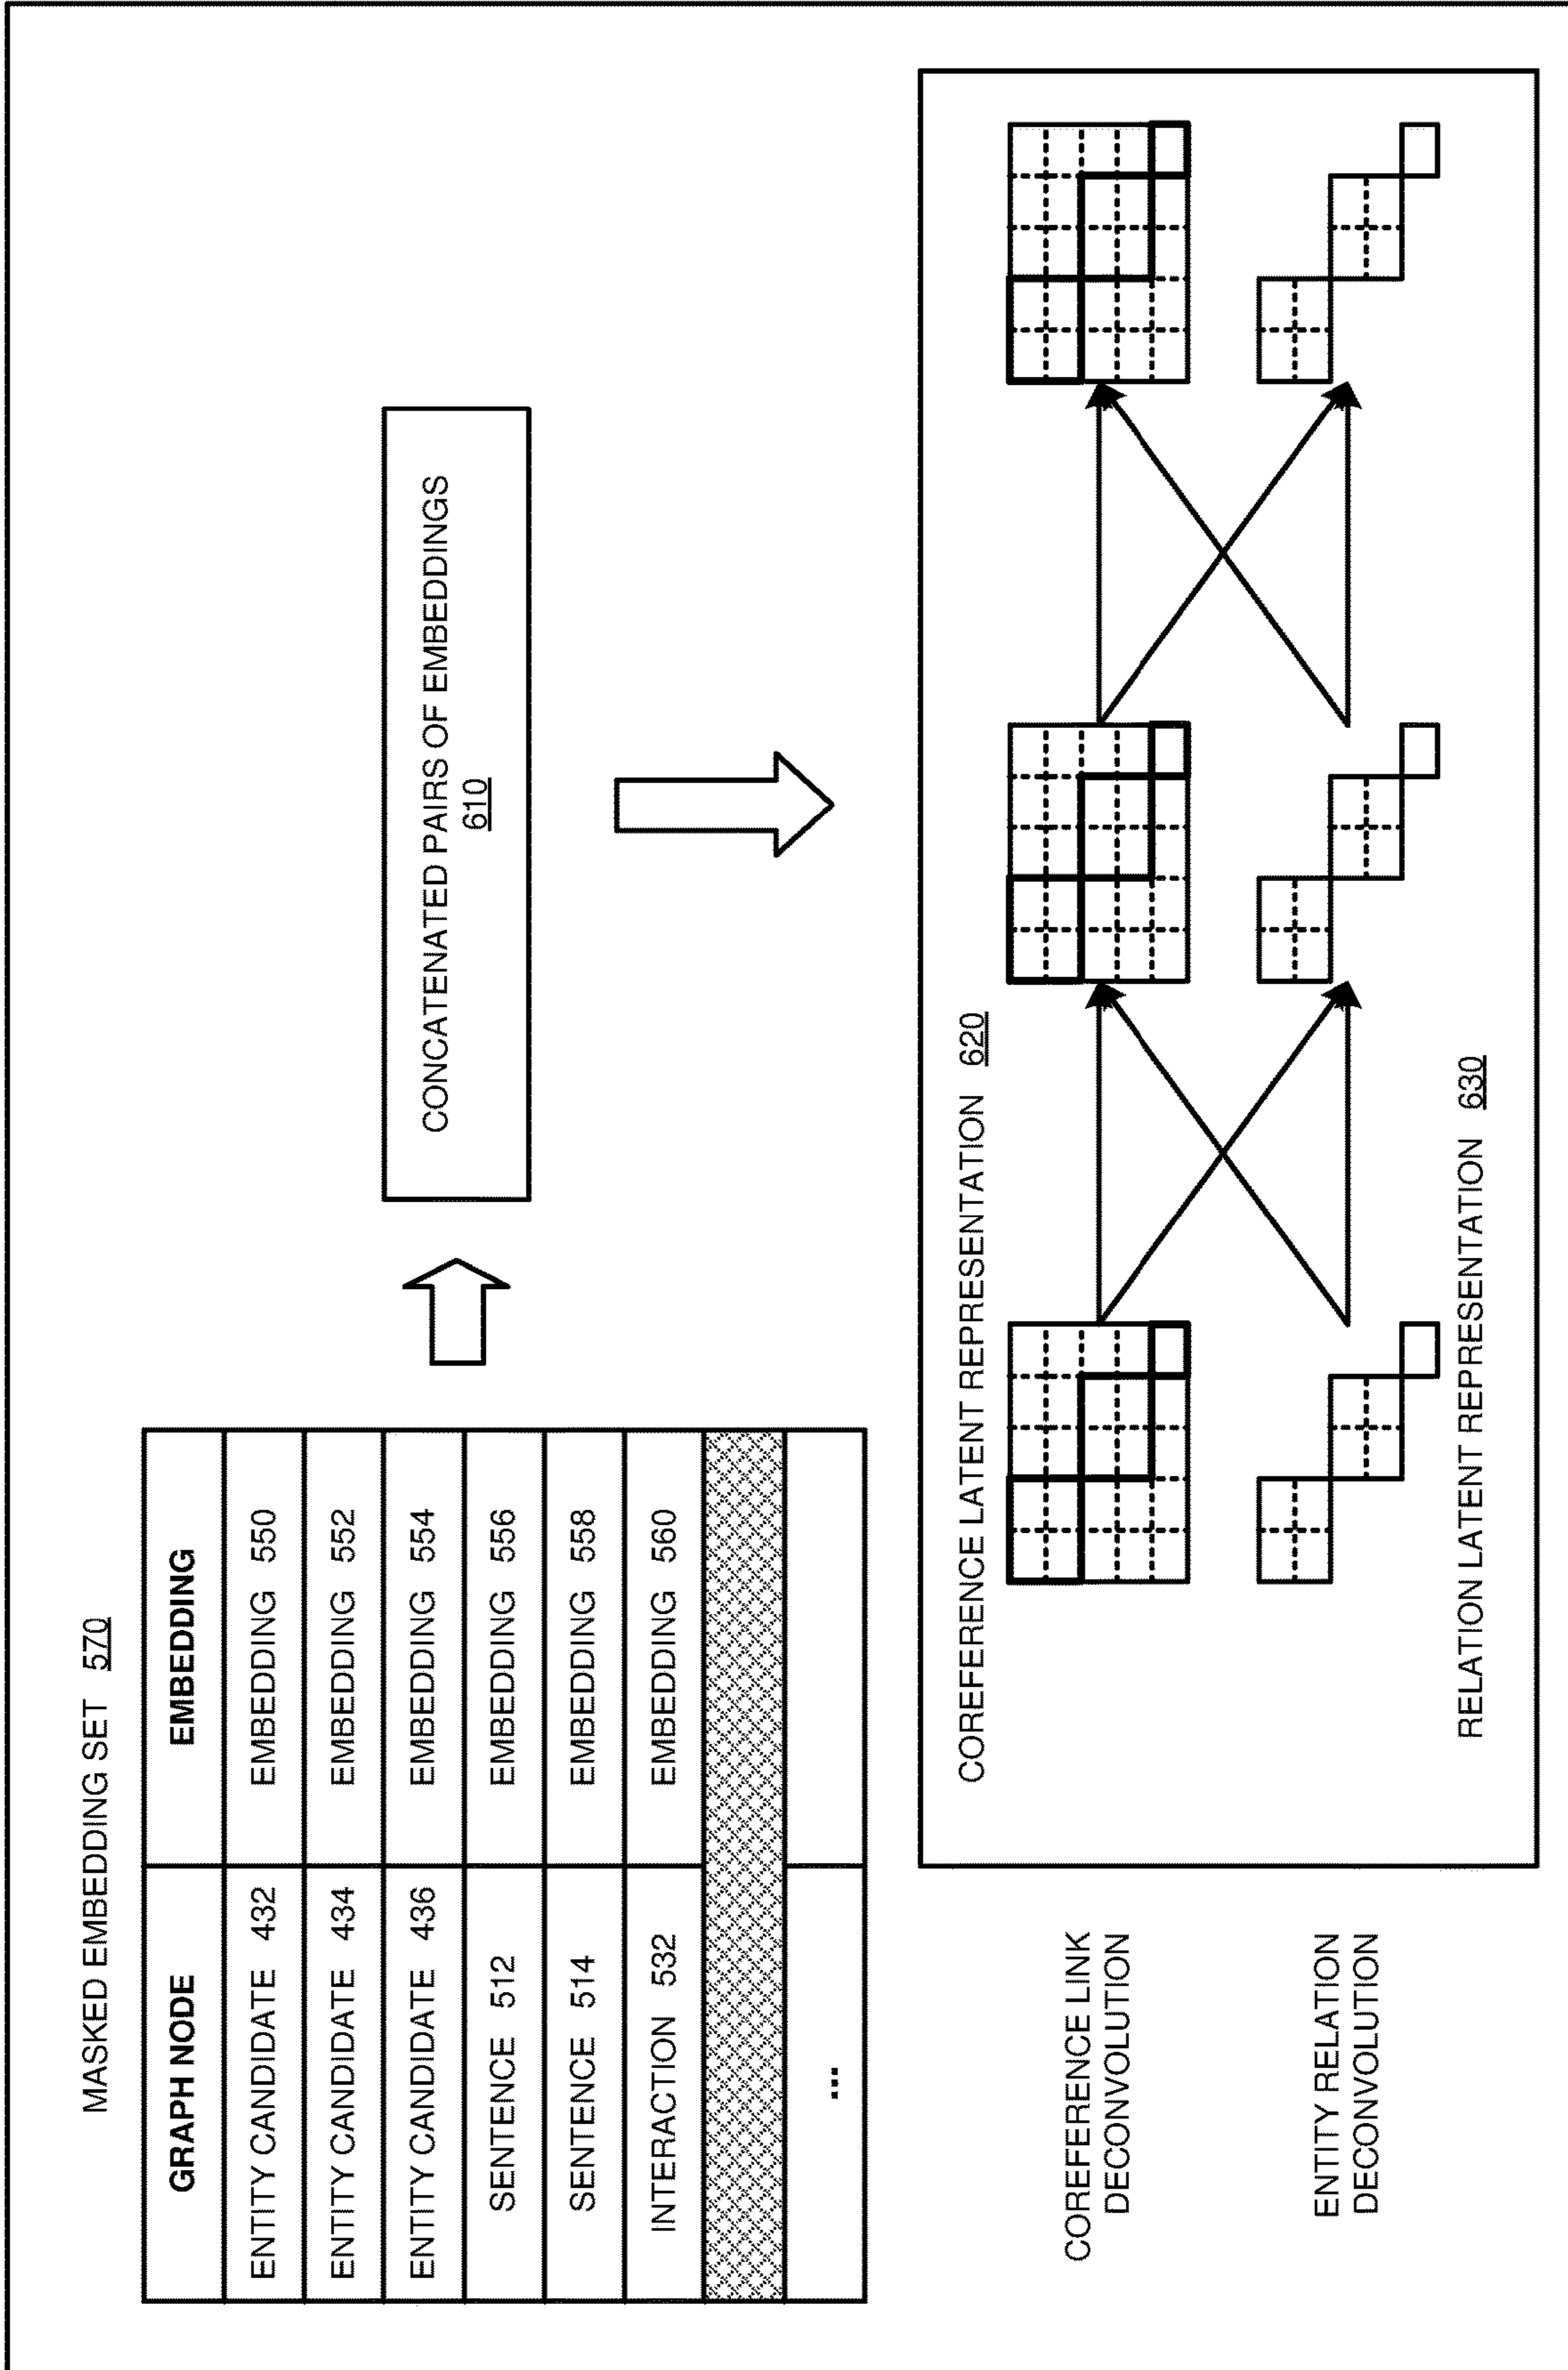 MASKED EMBEDDING SET 570
GRAPH NODE EMBEDDING
ENTITY CANDIDATE 432 EMBEDDING 550
ENTITY CANDIDATE 434 EMBEDDING 552
ENTITY CANDIDATE 436 EMBEDDING 554
SENTENCE 512 EMBEDDING 556
SENTENCE 514 EMBEDDING 558
INTERACTION 532 EMBEDDING 560
...
CONCATENATED PAIRS OF EMBEDDINGS
610
COREFERENCE LATENT REPRESENTATION 620
COREFERENCE LINK
DECONVOLUTION
ENTITY RELATION
DECONVOLUTION
RELATION LATENT REPRESENTATION 630